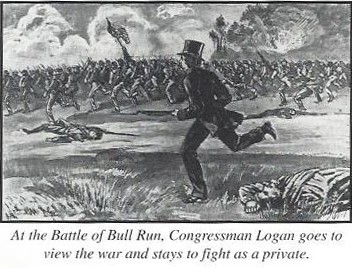 At the Battle of Bull Run, Congressman Logan goes to
view the war and stays to fight as a private.